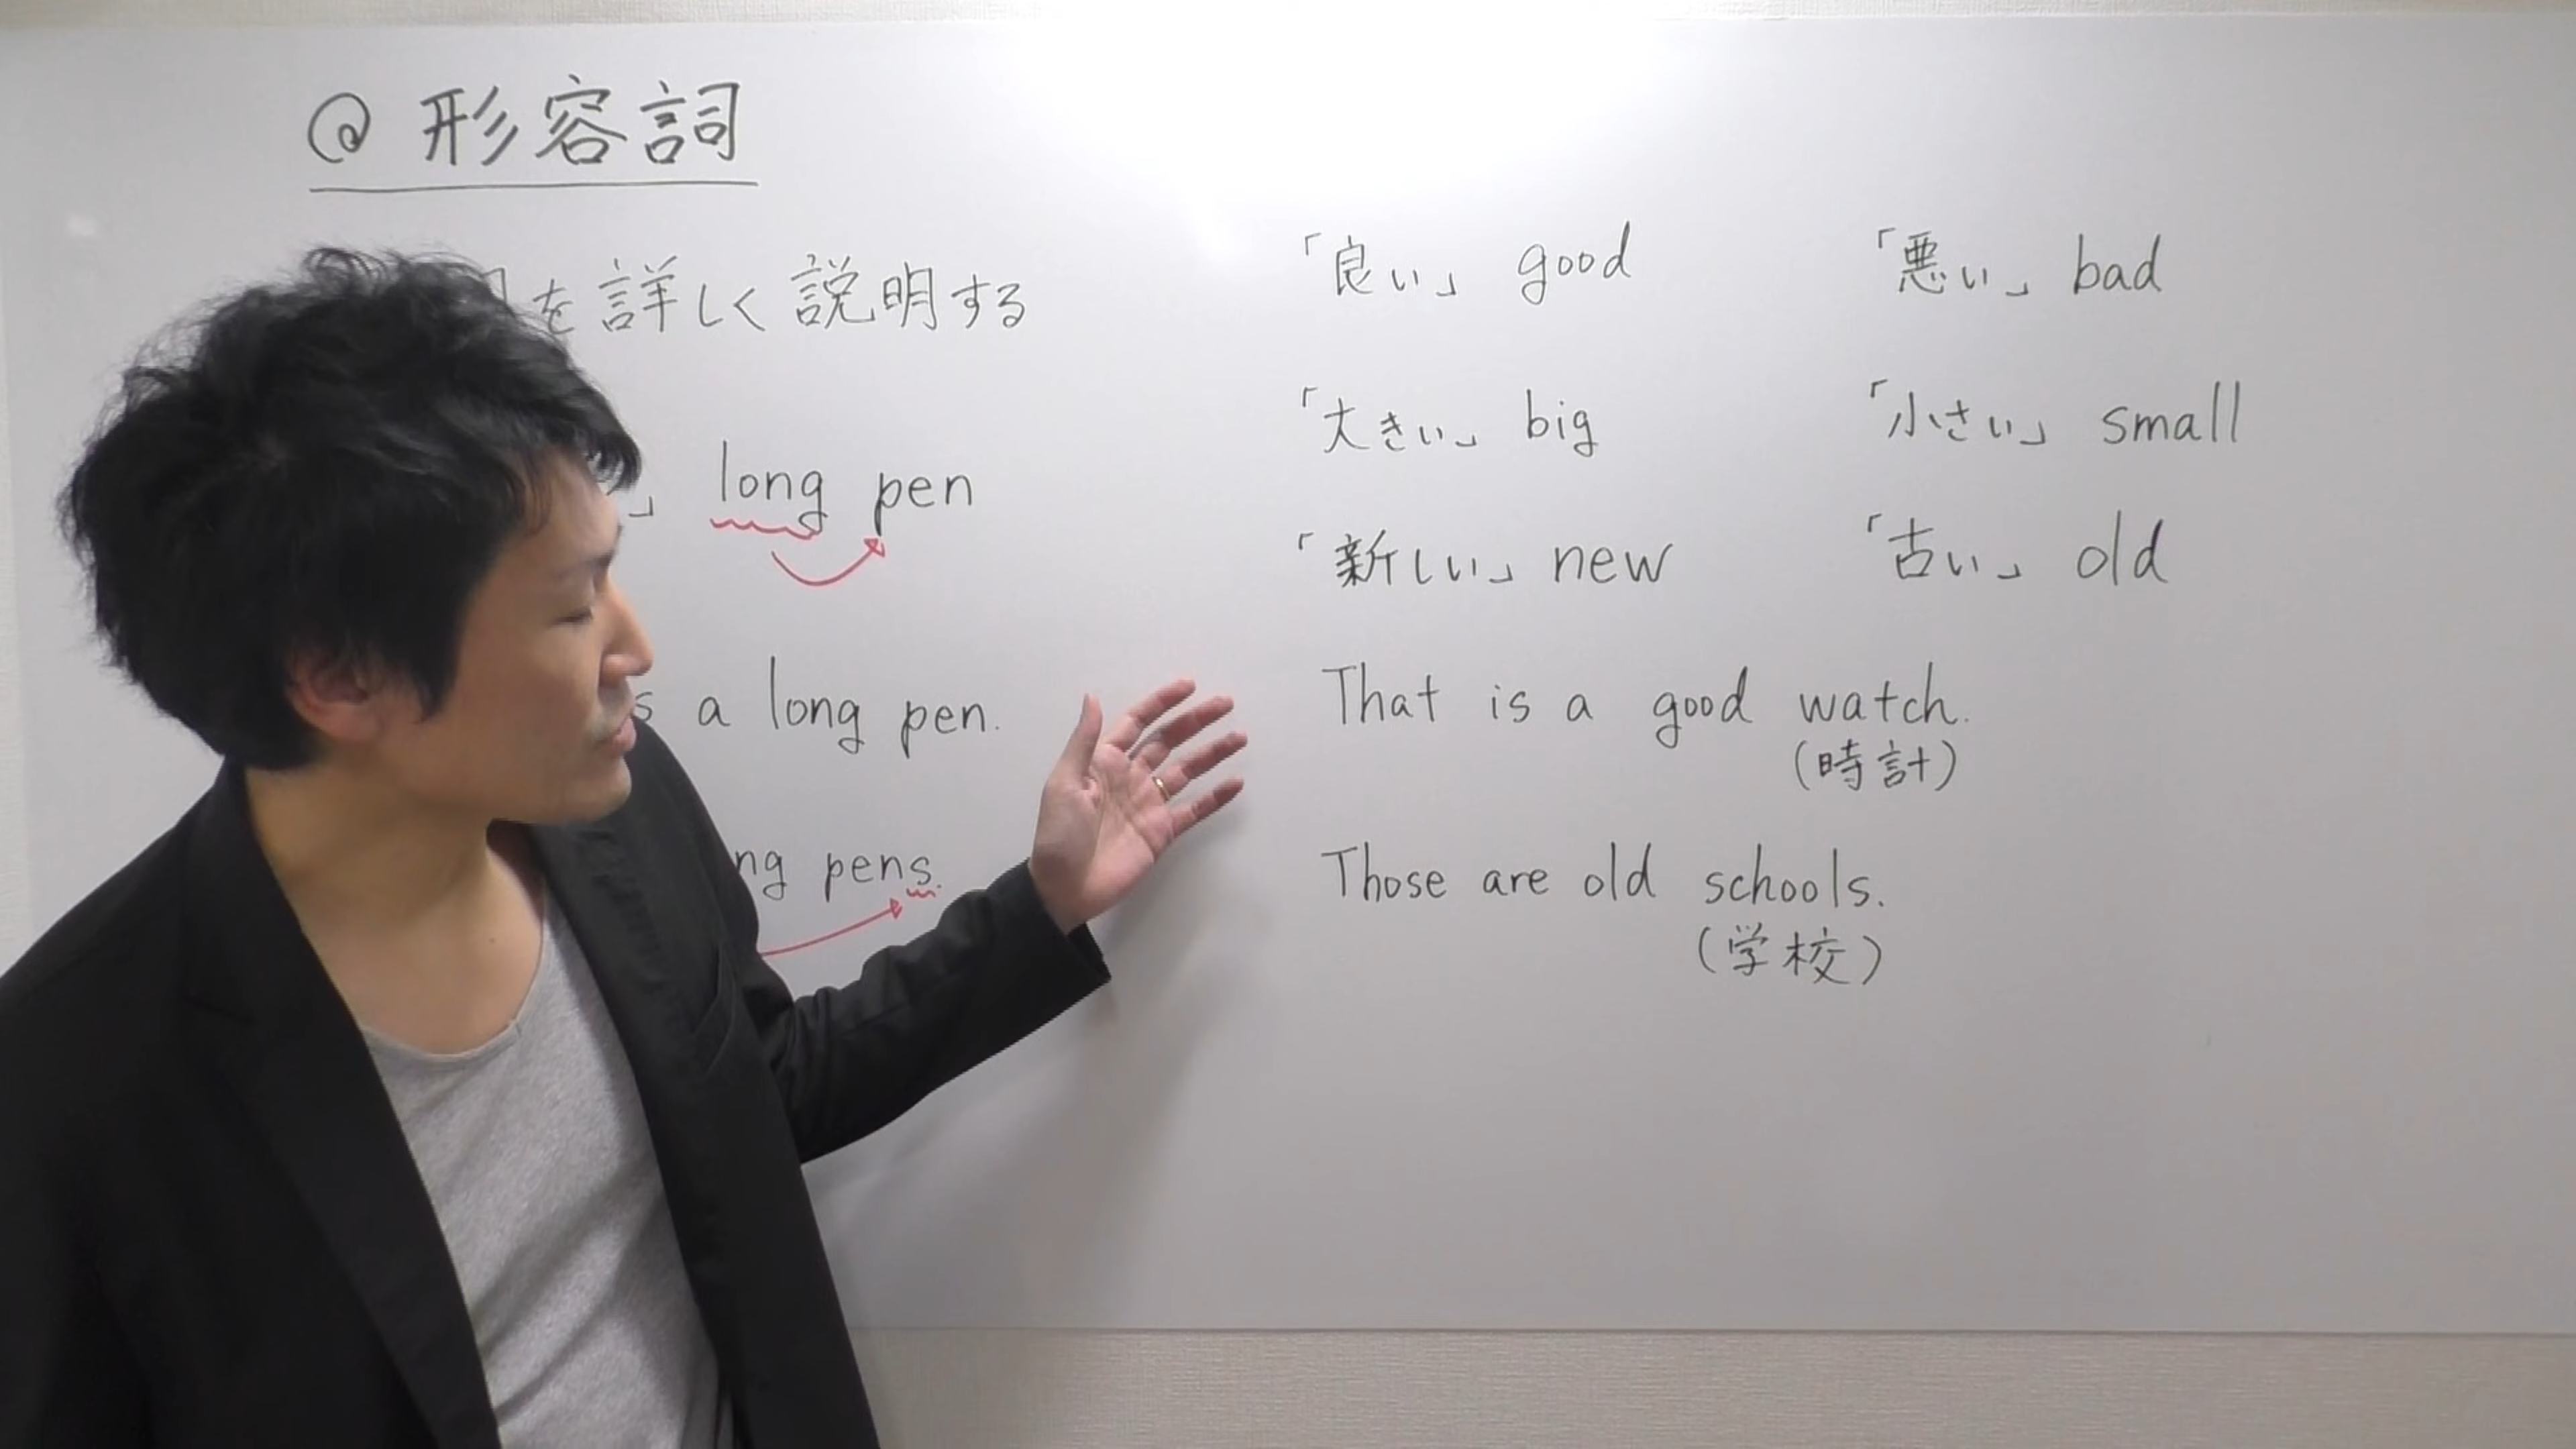 @ 形容詞
を詳しく説明する
」 long pen
a long pen.
pens.
「良い」 good 「悪い」 bad
「大きい」 big 「小さい」 small
「新しい」 new 「古い」 old
That is a good watch.
(時計)
Those are old schools.
(学校)